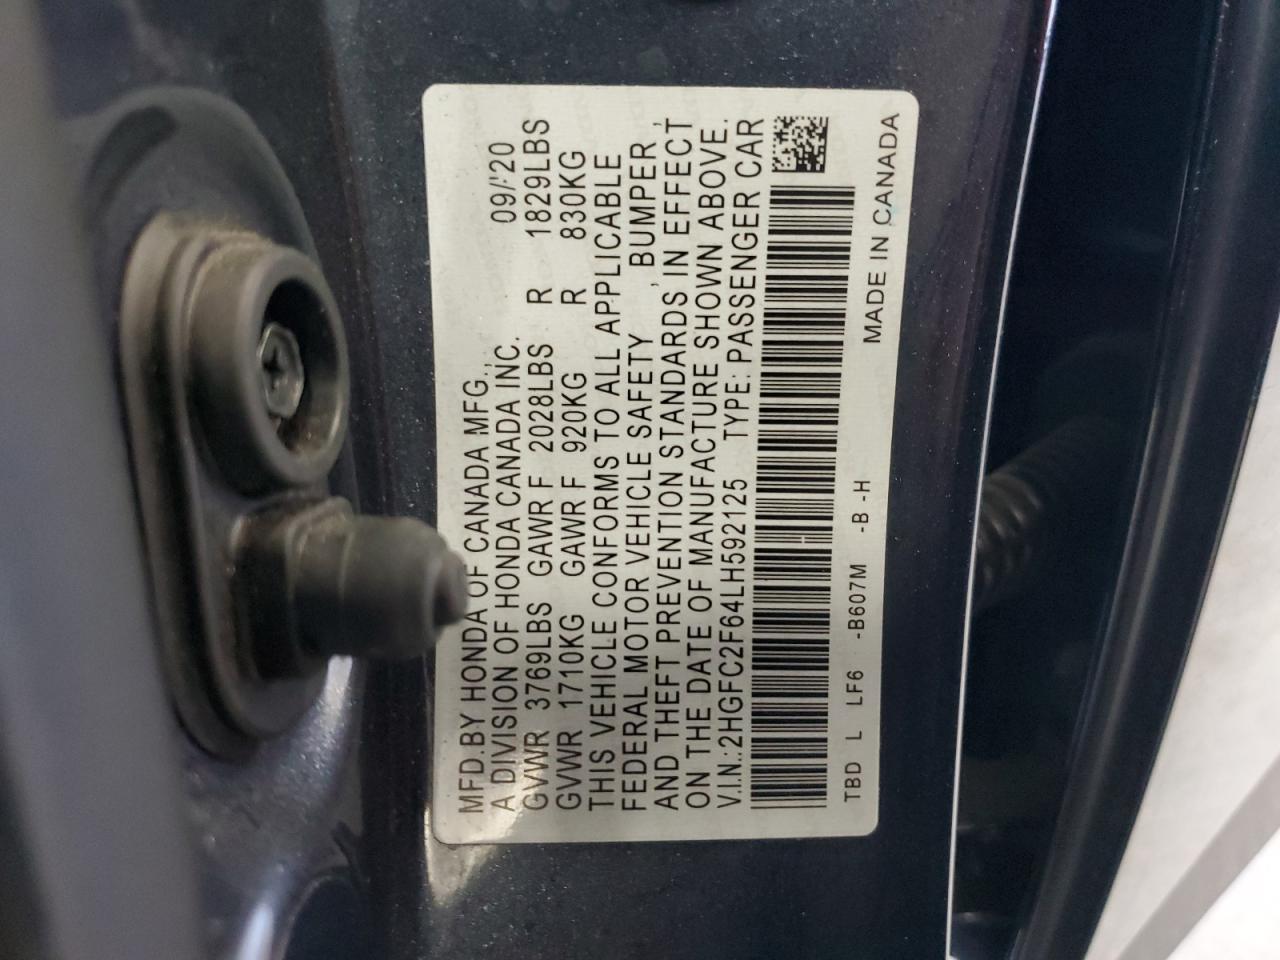 MFD.BY HONDA OF CANADA MFG.,
A DIVISION OF HONDA CANADA INC. 09/'20
GVWR 3769LBS GAWR F 2028LBS R 1829LBS
GVWR 1710KG GAWR F 920KG R 830KG
THIS VEHICLE CONFORMS TO ALL APPLICABLE
FEDERAL MOTOR VEHICLE SAFETY , BUMPER ,
AND THEFT PREVENTION STANDARDS IN EFFECT
ON THE DATE OF MANUFACTURE SHOWN ABOVE.
V.I.N.:2HGFC2F64LH592125 TYPE: PASSENGER CAR
TBD L LF6 -B607M -B -H MADE IN CANADA